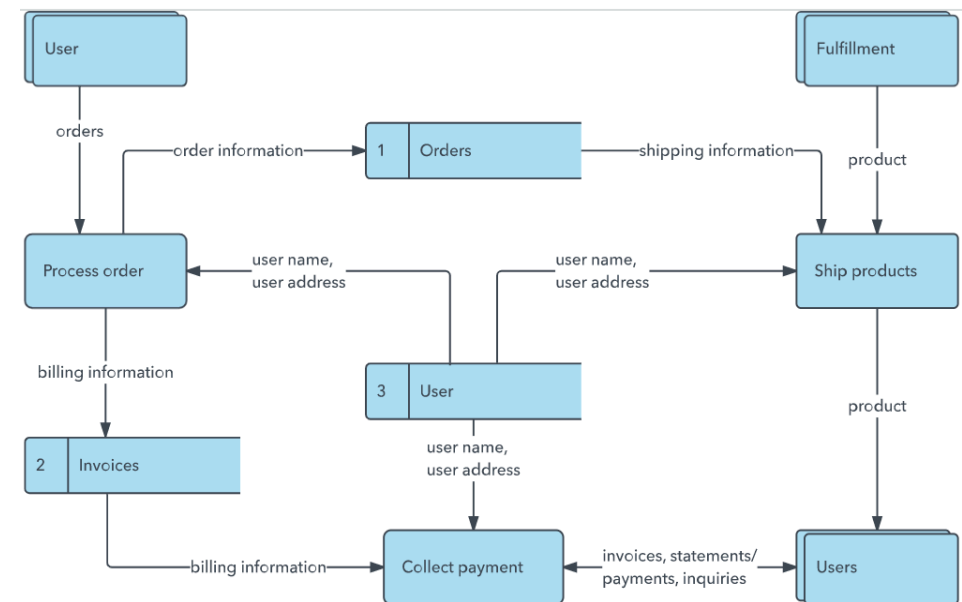 User
Fulfillment
orders
order information
1
Orders
shipping information
product
Process order
user name,
user address
user name,
user address
Ship products
billing information
3
User
product
user name,
user address
2
Invoices
billing information
Collect payment
invoices, statements/
payments, inquiries
Users